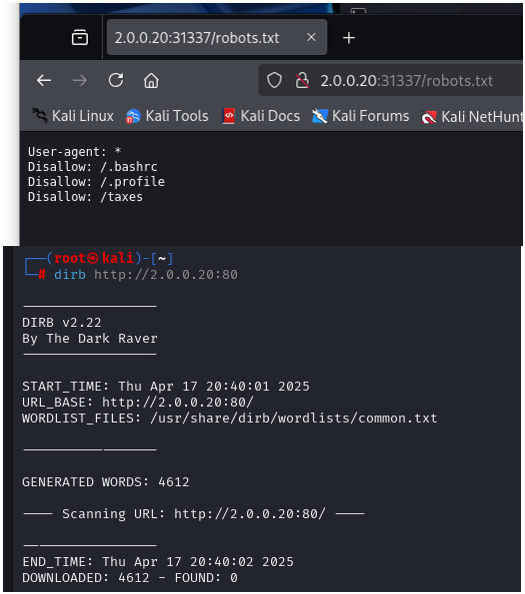 2.0.0.20:31337/robots.txt × +
2.0.0.20:31337/robots.txt
Kali Linux Kali Tools Kali Docs Kali Forums Kali NetHunt
User-agent: *
Disallow: /.bashrc
Disallow: /.profile
Disallow: /taxes
┌──(root㉿kali)-[~]
└─# dirb http://2.0.0.20:80
-----------------
DIRB v2.22
By The Dark Raver
-----------------
START_TIME: Thu Apr 17 20:40:01 2025
URL_BASE: http://2.0.0.20:80/
WORDLIST_FILES: /usr/share/dirb/wordlists/common.txt
-----------------
GENERATED WORDS: 4612
---- Scanning URL: http://2.0.0.20:80/ ----
-----------------
END_TIME: Thu Apr 17 20:40:02 2025
DOWNLOADED: 4612 - FOUND: 0